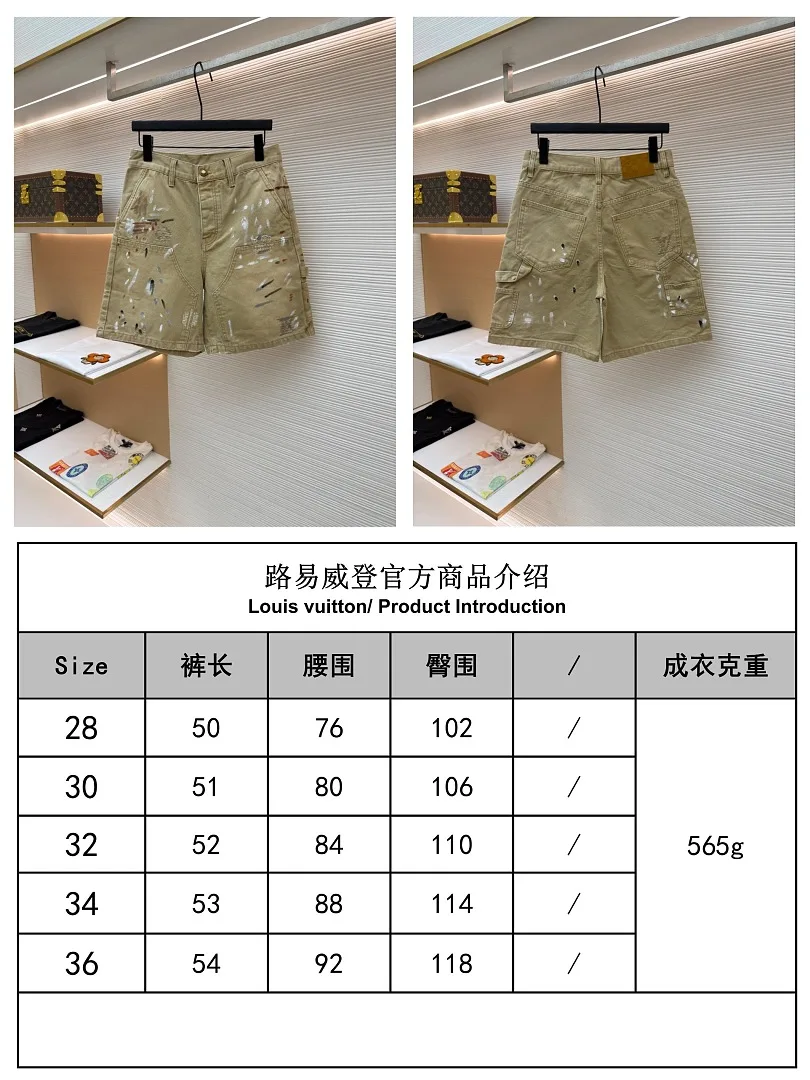 路易威登官方商品介绍
Louis vuitton/ Product Introduction
Size 裤长 腰围 臀围 / 成衣克重
28 50 76 102 /
30 51 80 106 /
32 52 84 110 / 565g
34 53 88 114 /
36 54 92 118 /